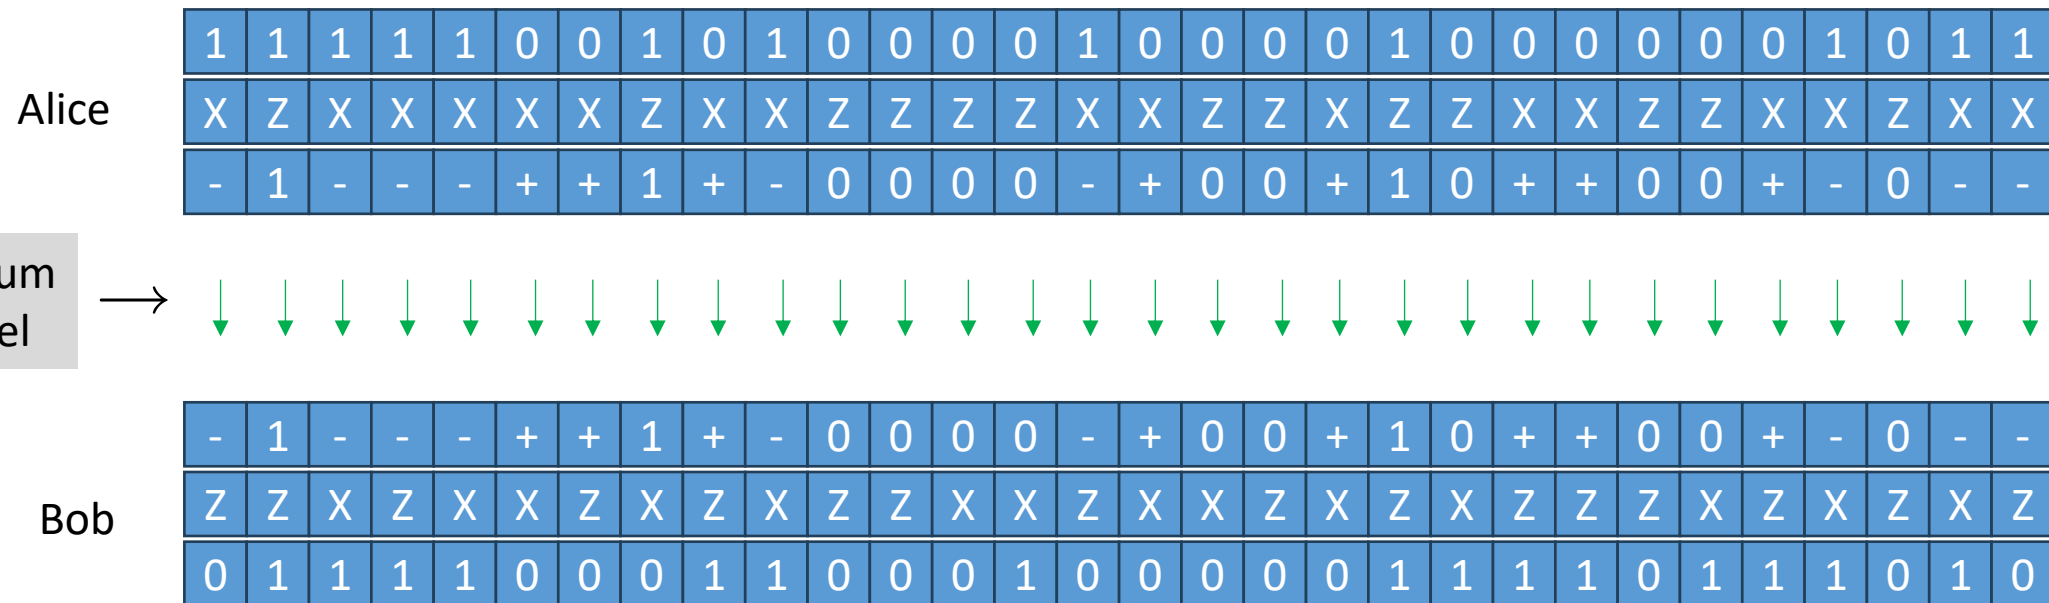 1 1 1 1 1 0 0 1 0 1 0 0 0 0 1 0 0 0 0 1 0 0 0 0 0 0 1 0 1 1
Alice X Z X X X X X Z X X Z Z Z Z X X Z Z X Z Z X X Z Z X X Z X X
- 1 - - - + + 1 + - 0 0 0 0 - + 0 0 + 1 0 + + 0 0 + - 0 - -
um
el
- 1 - - - + + 1 + - 0 0 0 0 - + 0 0 + 1 0 + + 0 0 + - 0 - -
Bob Z Z X Z X X Z X Z X Z Z X X Z X X Z X Z X Z Z Z X Z X Z X Z
0 1 1 1 1 0 0 0 1 1 0 0 0 1 0 0 0 0 0 1 1 1 1 0 1 1 1 0 1 0